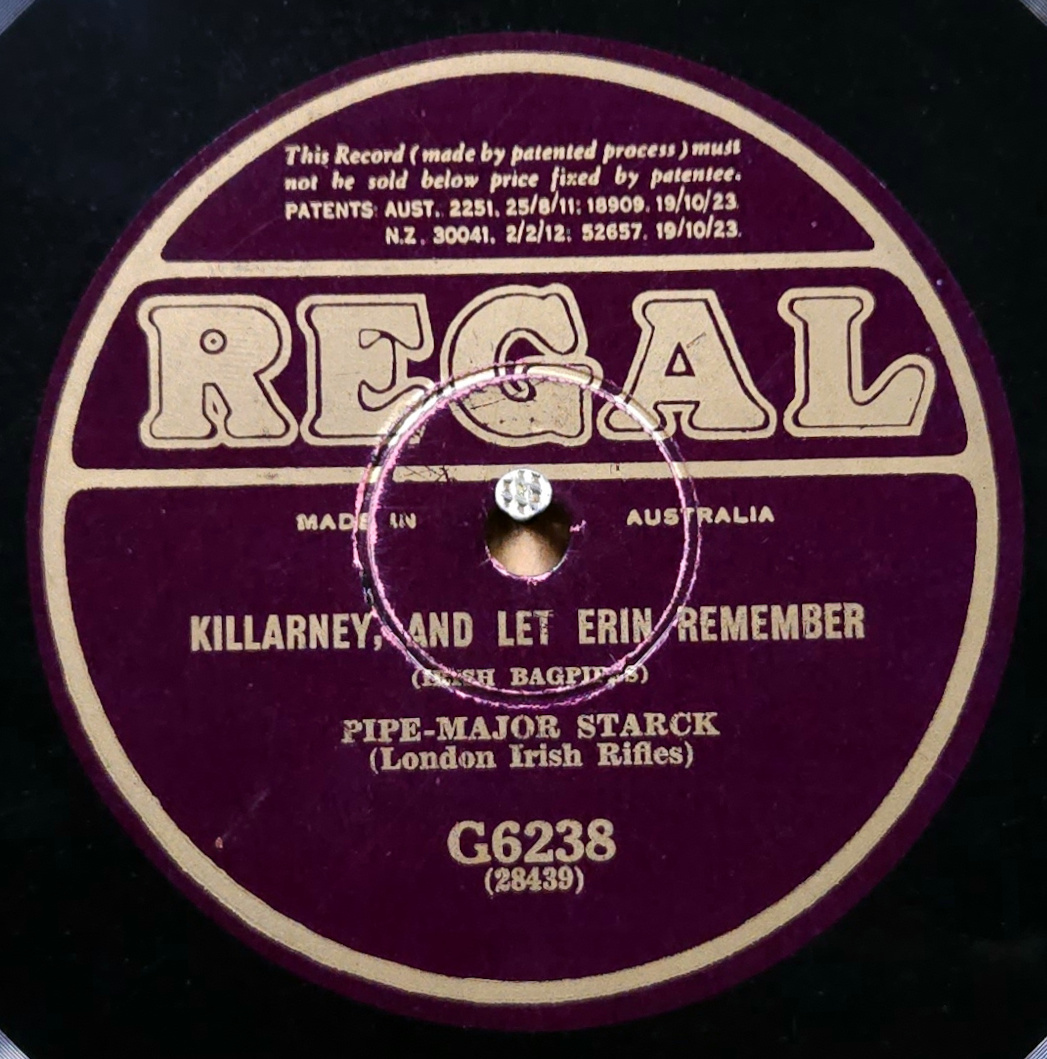 This Record (made by patented process) must
not be sold below price fixed by patentee.
PATENTS: AUST. 2251. 25/8/11: 18909. 19/10/23.
N.Z. 30041. 2/2/12: 52657. 19/10/23.
REGAL
MADE IN AUSTRALIA
KILLARNEY; AND LET ERIN REMEMBER
(IRISH BAGPIPES)
PIPE-MAJOR STARCK
(London Irish Rifles)
G6238
(28439)